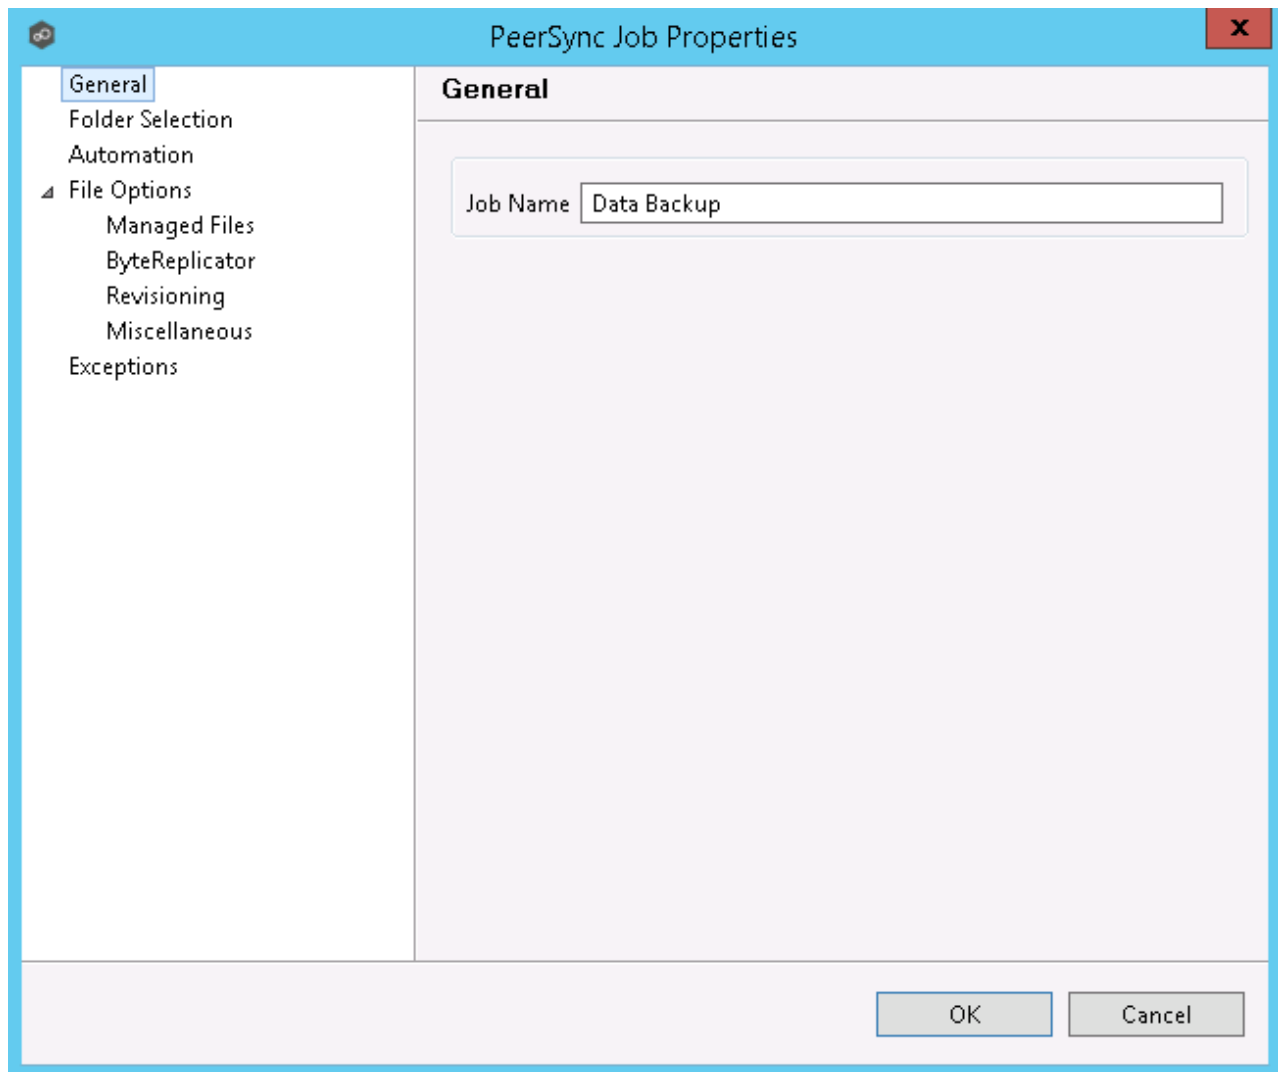 PeerSync Job Properties
x
General
Folder Selection
Automation
File Options
Managed Files
ByteReplicator
Revisioning
Miscellaneous
Exceptions
General
Job Name Data Backup
OK Cancel